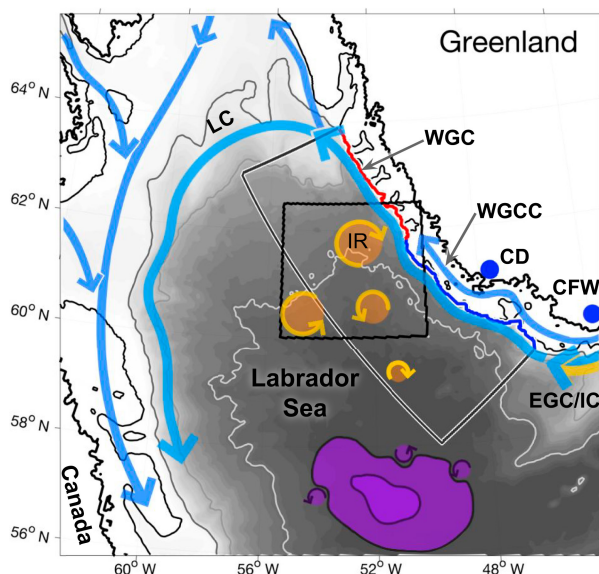 Greenland
64° N
LC
WGC
62° N
WGCC
IR
CD
CFW
60° N
Labrador
Sea
EGC/IC
58° N
Canada
56° N
60° W
56° W
52° W
48° W